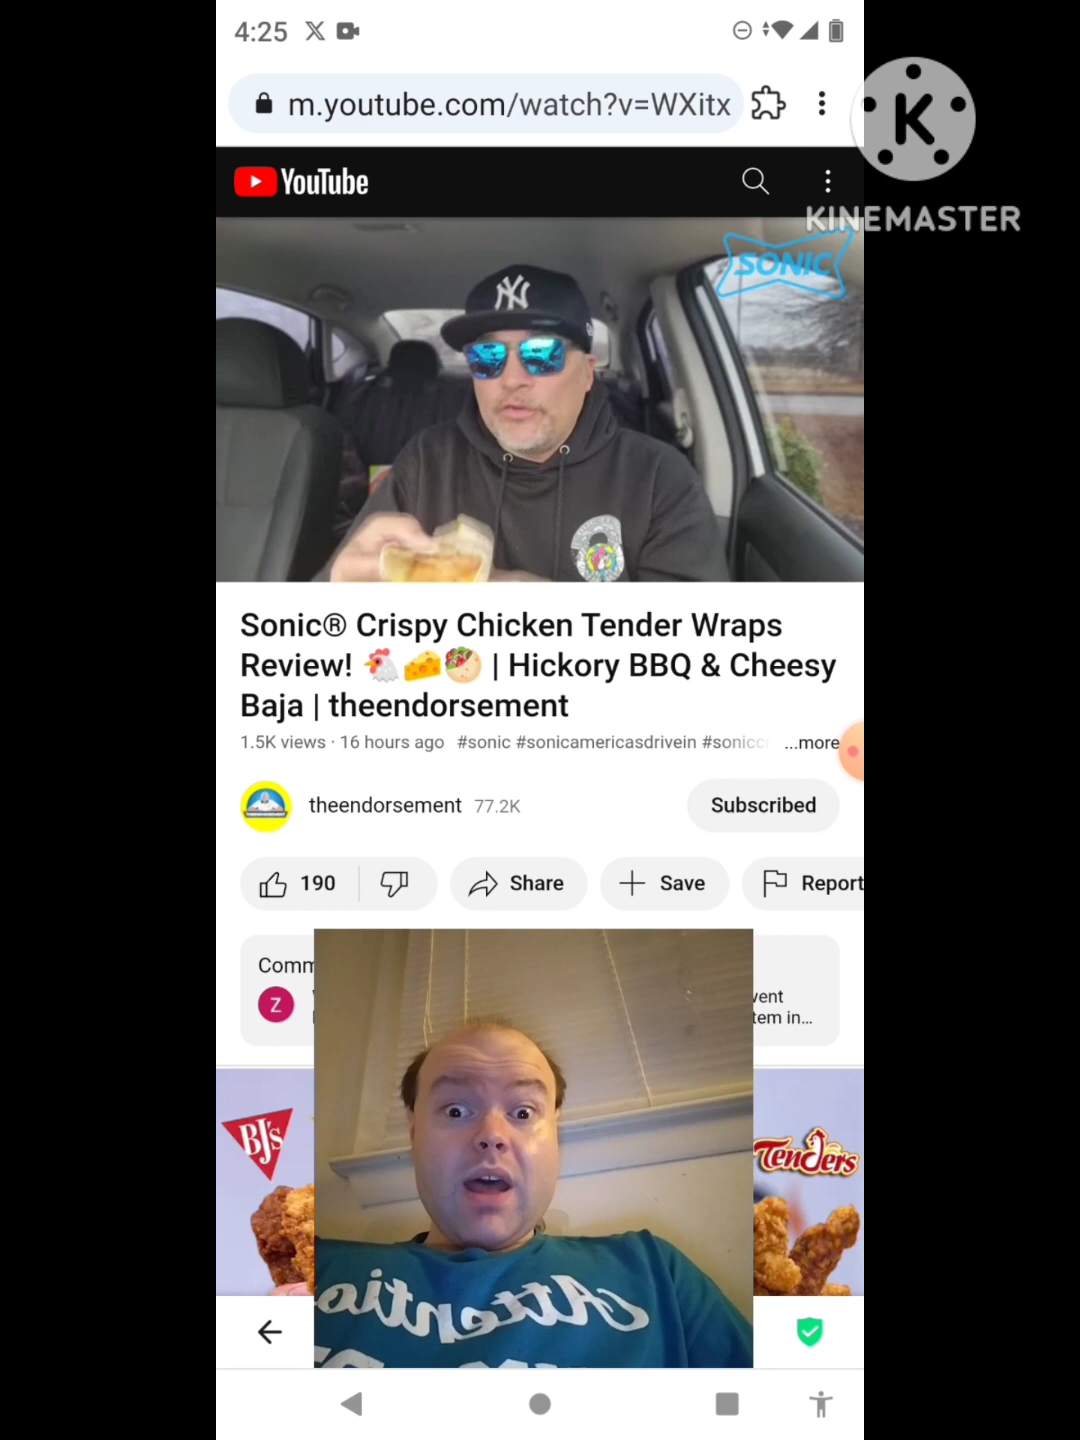 4:25
m.youtube.com/watch?v=WXitx
K
KINEMASTER
YouTube
SONIC
NY
Sonic® Crispy Chicken Tender Wraps
Review! 🐔🧀🥙 | Hickory BBQ & Cheesy
Baja | theendorsement
1.5K views · 16 hours ago #sonic #sonicamericasdrivein #sonicc ...more
theendorsement 77.2K
Subscribed
190
Share
Save
Report
Comm
Z
vent
tem in...
BJ's
Tenders
Attentio